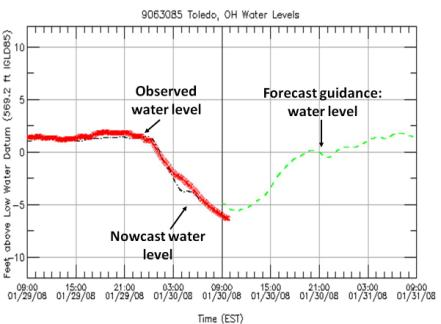 9063085 Toledo, OH Water Levels
Feet above Low Water Datum (569.2 ft IGLD85)
10
5
0
-5
-10
Observed
water level
Forecast guidance:
water level
Nowcast water
level
09:00 15:00 21:00 03:00 09:00 15:00 21:00 03:00 09:00
01/29/08 01/29/08 01/29/08 01/30/08 01/30/08 01/30/08 01/30/08 01/31/08 01/31/08
Time (EST)